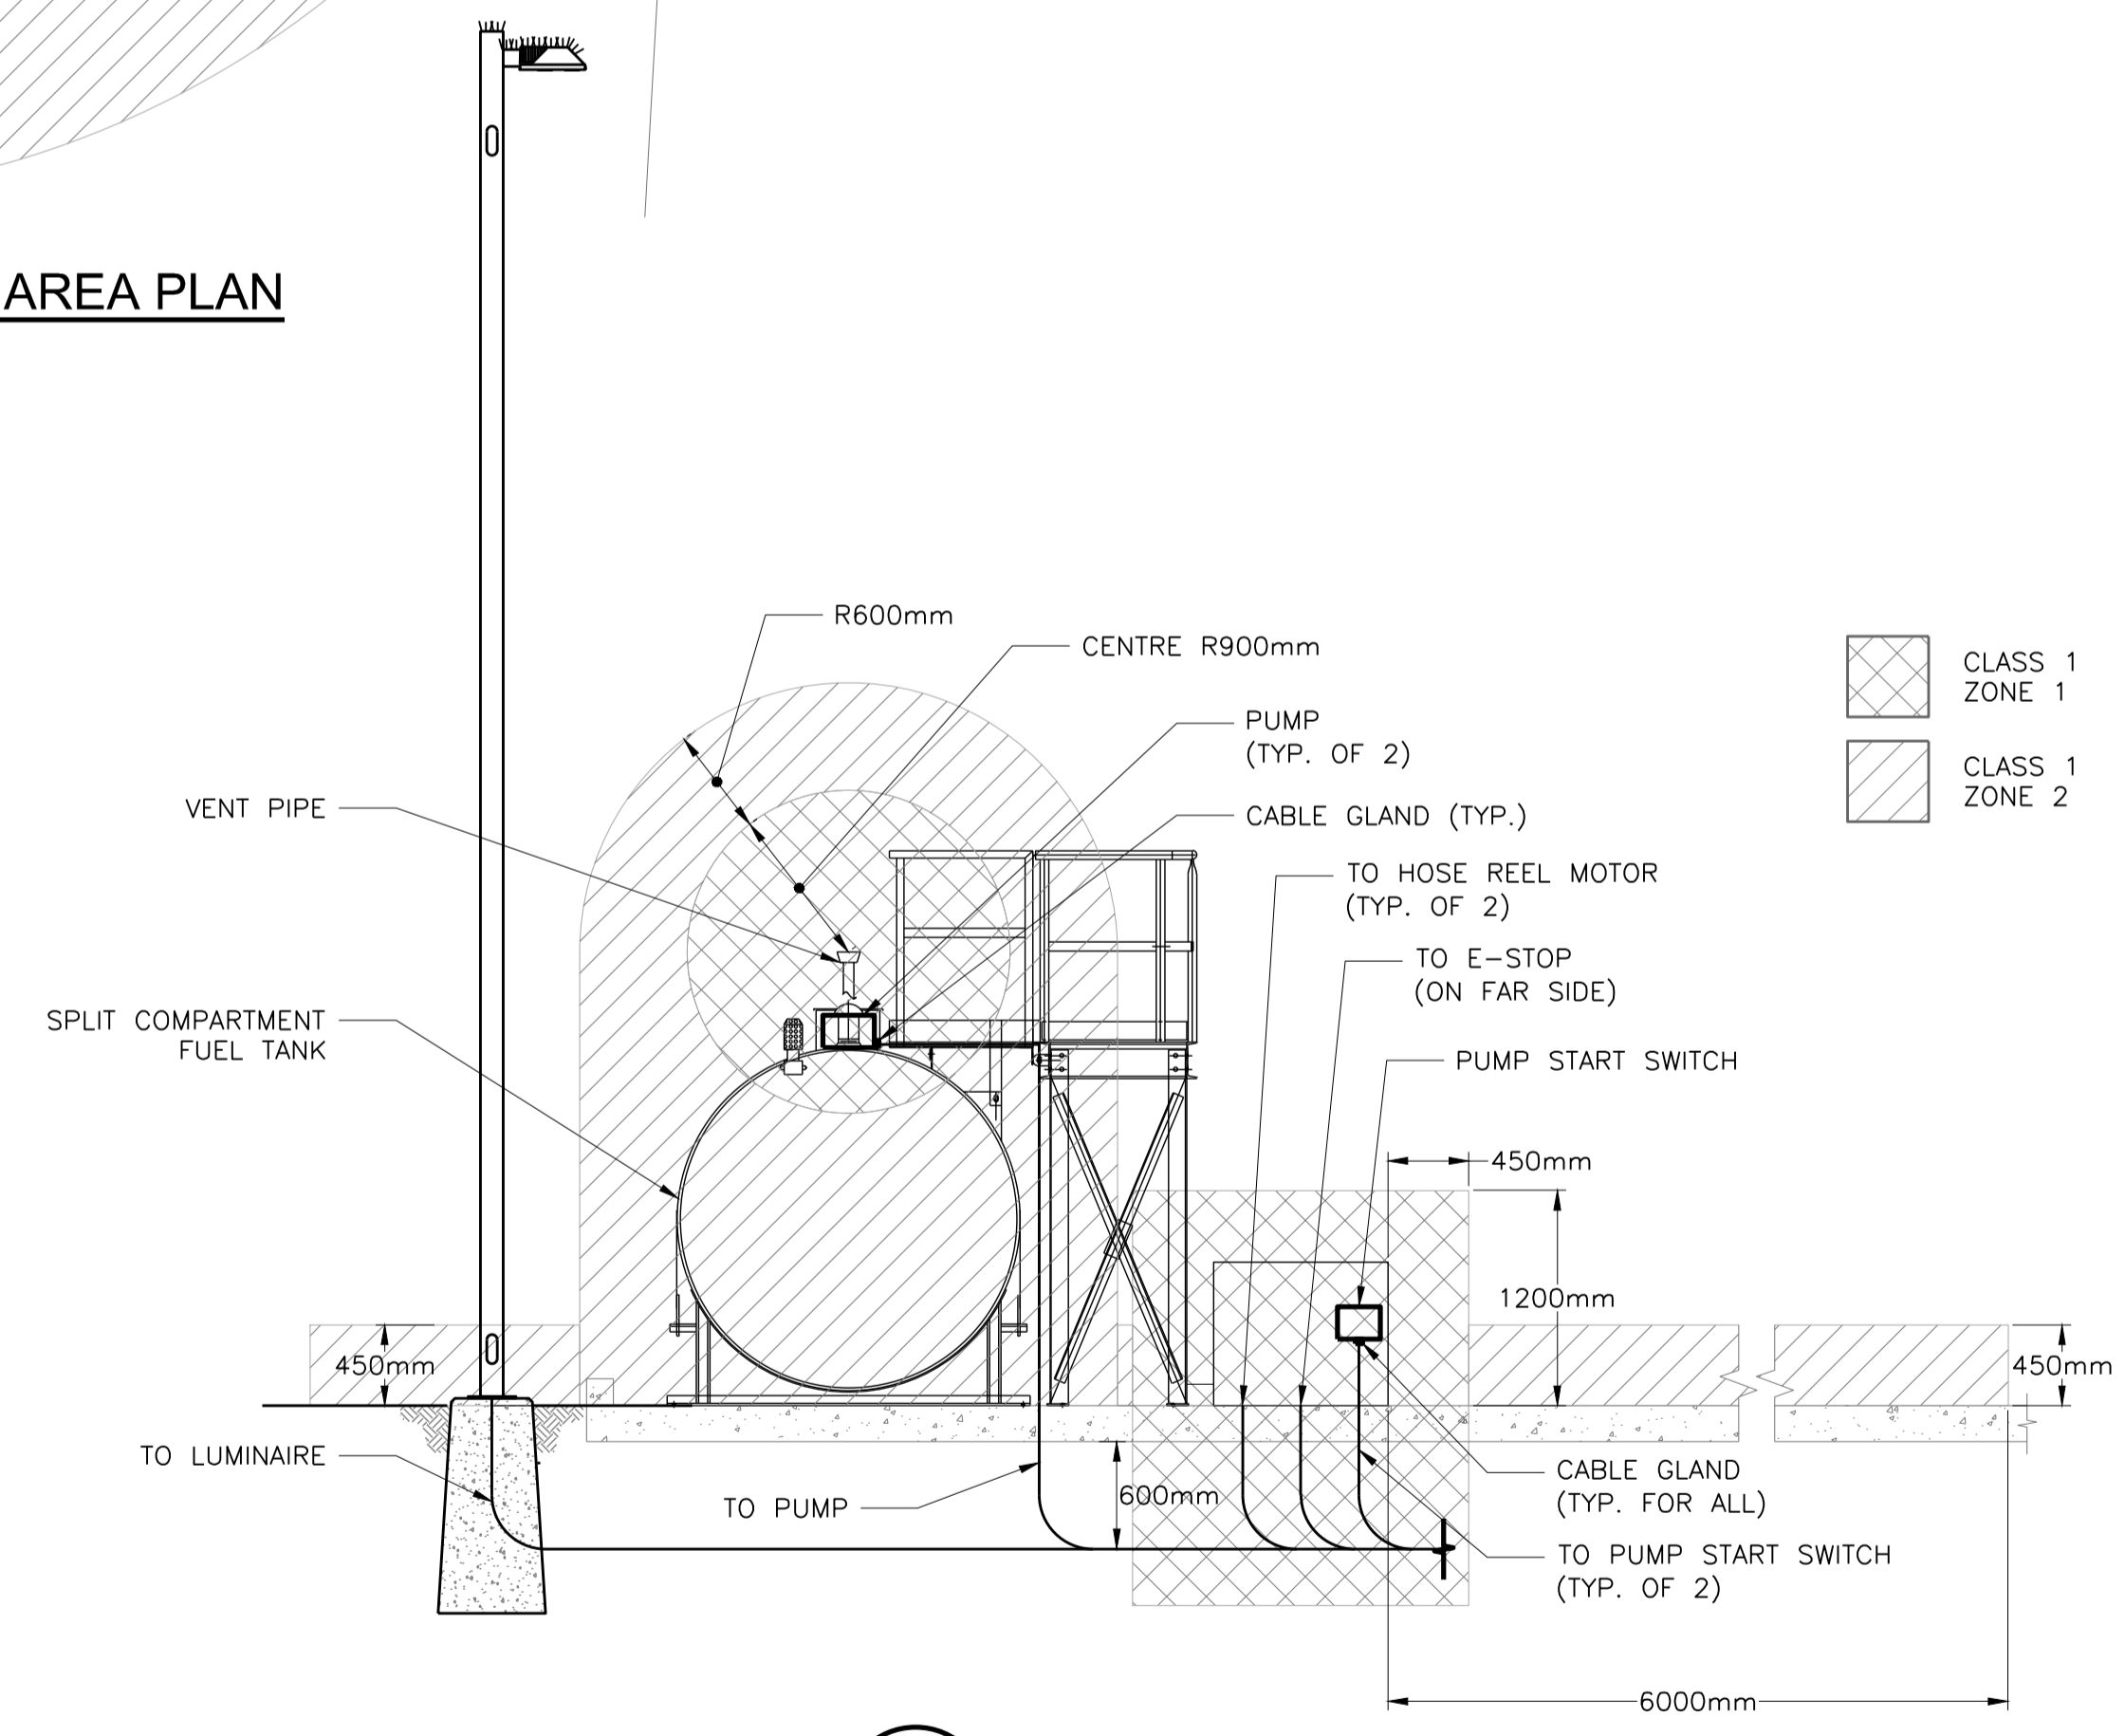 AREA PLAN
R600mm
CENTRE R900mm
PUMP
(TYP. OF 2)
CLASS 1
ZONE 1
CLASS 1
ZONE 2
VENT PIPE
CABLE GLAND (TYP.)
TO HOSE REEL MOTOR
(TYP. OF 2)
TO E-STOP
(ON FAR SIDE)
SPLIT COMPARTMENT
FUEL TANK
PUMP START SWITCH
450mm
1200mm
450mm
450mm
TO LUMINAIRE
TO PUMP
600mm
CABLE GLAND
(TYP. FOR ALL)
TO PUMP START SWITCH
(TYP. OF 2)
6000mm